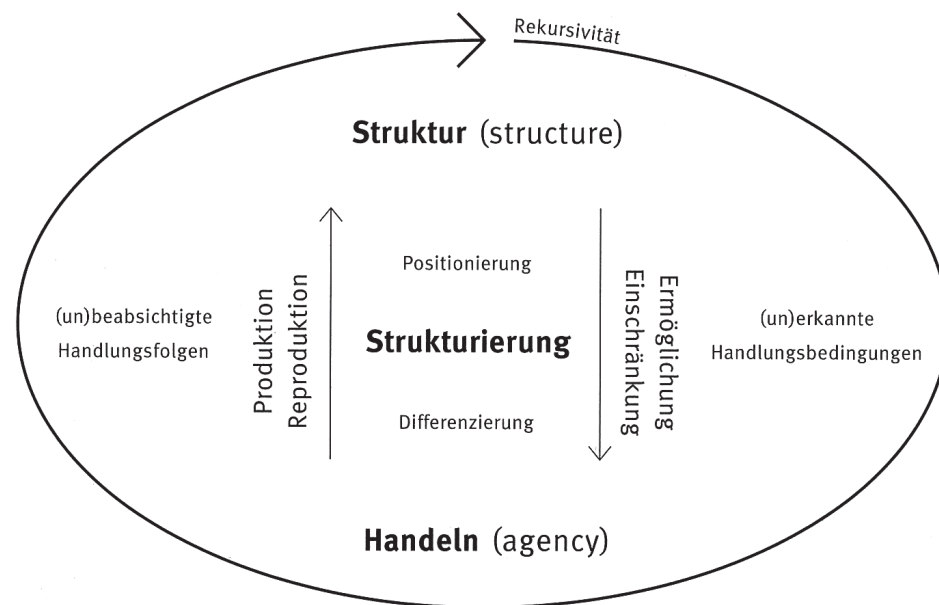 Rekursivität
Struktur (structure)
Positionierung
(un)beabsichtigte
Handlungsfolgen
Produktion
Reproduktion
Strukturierung
Ermöglichung
Einschränkung
(un)erkannte
Handlungsbedingungen
Differenzierung
Handeln (agency)